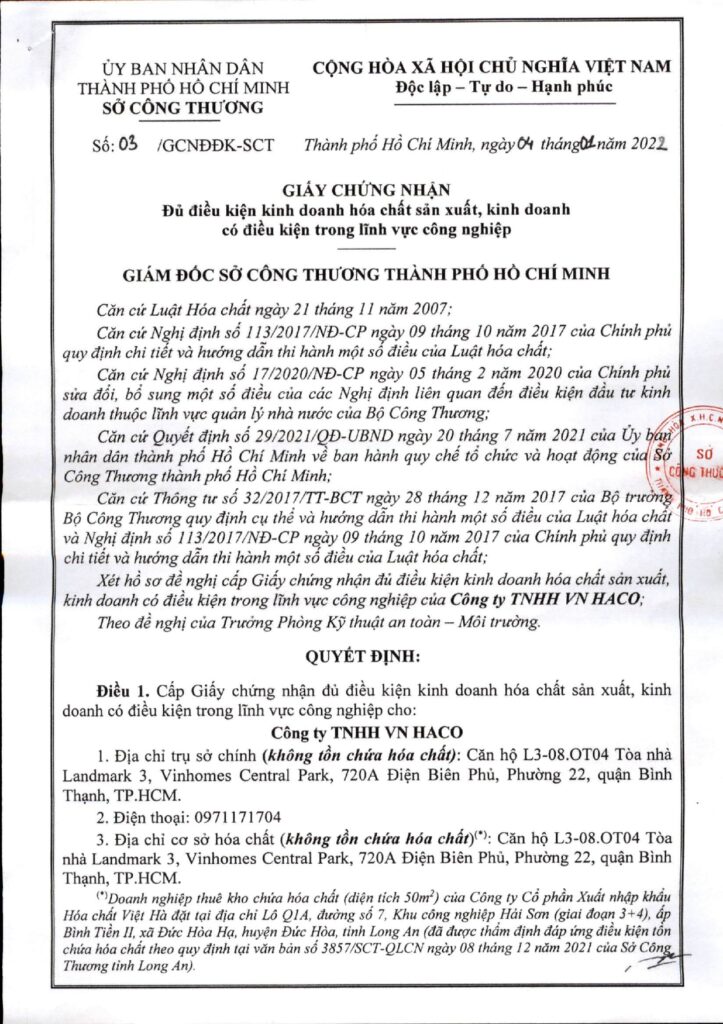 ỦY BAN NHÂN DÂN
THÀNH PHỐ HỒ CHÍ MINH
SỞ CÔNG THƯƠNG
CỘNG HÒA XÃ HỘI CHỦ NGHĨA VIỆT NAM
Độc lập – Tự do – Hạnh phúc
Số: 03 /GCNĐĐK-SCT
Thành phố Hồ Chí Minh, ngày 04 tháng 01 năm 2022
GIẤY CHỨNG NHẬN
Đủ điều kiện kinh doanh hóa chất sản xuất, kinh doanh
có điều kiện trong lĩnh vực công nghiệp
GIÁM ĐỐC SỞ CÔNG THƯƠNG THÀNH PHỐ HỒ CHÍ MINH
Căn cứ Luật Hóa chất ngày 21 tháng 11 năm 2007;
Căn cứ Nghị định số 113/2017/NĐ-CP ngày 09 tháng 10 năm 2017 của Chính phủ
quy định chi tiết và hướng dẫn thi hành một số điều của Luật hóa chất;
Căn cứ Nghị định số 17/2020/NĐ-CP ngày 05 tháng 2 năm 2020 của Chính phủ
sửa đổi, bổ sung một số điều của các Nghị định liên quan đến điều kiện đầu tư kinh
doanh thuộc lĩnh vực quản lý nhà nước của Bộ Công Thương;
Căn cứ Quyết định số 29/2021/QĐ-UBND ngày 20 tháng 7 năm 2021 của Ủy ban
nhân dân thành phố Hồ Chí Minh về ban hành quy chế tổ chức và hoạt động của Sở
Công Thương thành phố Hồ Chí Minh;
Căn cứ Thông tư số 32/2017/TT-BCT ngày 28 tháng 12 năm 2017 của Bộ trưởng
Bộ Công Thương quy định cụ thể và hướng dẫn thi hành một số điều của Luật hóa chất
và Nghị định số 113/2017/NĐ-CP ngày 09 tháng 10 năm 2017 của Chính phủ quy định
chi tiết và hướng dẫn thi hành một số điều của Luật hóa chất;
Xét hồ sơ đề nghị cấp Giấy chứng nhận đủ điều kiện kinh doanh hóa chất sản xuất,
kinh doanh có điều kiện trong lĩnh vực công nghiệp của Công ty TNHH VN HACO;
Theo đề nghị của Trưởng Phòng Kỹ thuật an toàn – Môi trường.
SỞ
CÔNG THƯƠ
QUYẾT ĐỊNH:
Điều 1. Cấp Giấy chứng nhận đủ điều kiện kinh doanh hóa chất sản xuất, kinh
doanh có điều kiện trong lĩnh vực công nghiệp cho:
Công ty TNHH VN HACO
1. Địa chỉ trụ sở chính (không tồn chứa hóa chất): Căn hộ L3-08.OT04 Tòa nhà
Landmark 3, Vinhomes Central Park, 720A Điện Biên Phủ, Phường 22, quận Bình
Thạnh, TP.HCM.
2. Điện thoại: 0971171704
3. Địa chỉ cơ sở hóa chất (không tồn chứa hóa chất)(*): Căn hộ L3-08.OT04 Tòa
nhà Landmark 3, Vinhomes Central Park, 720A Điện Biên Phủ, Phường 22, quận Bình
Thạnh, TP.HCM.
(*)Doanh nghiệp thuê kho chứa hóa chất (diện tích 50m²) của Công ty Cổ phần Xuất nhập khẩu
Hóa chất Việt Hà đặt tại địa chỉ Lô Q1A, đường số 7, Khu công nghiệp Hải Sơn (giai đoạn 3+4), ấp
Bình Tiền II, xã Đức Hòa Hạ, huyện Đức Hòa, tỉnh Long An (đã được thẩm định đáp ứng điều kiện tồn
chứa hóa chất theo quy định tại văn bản số 3857/SCT-QLCN ngày 08 tháng 12 năm 2021 của Sở Công
Thương tỉnh Long An).